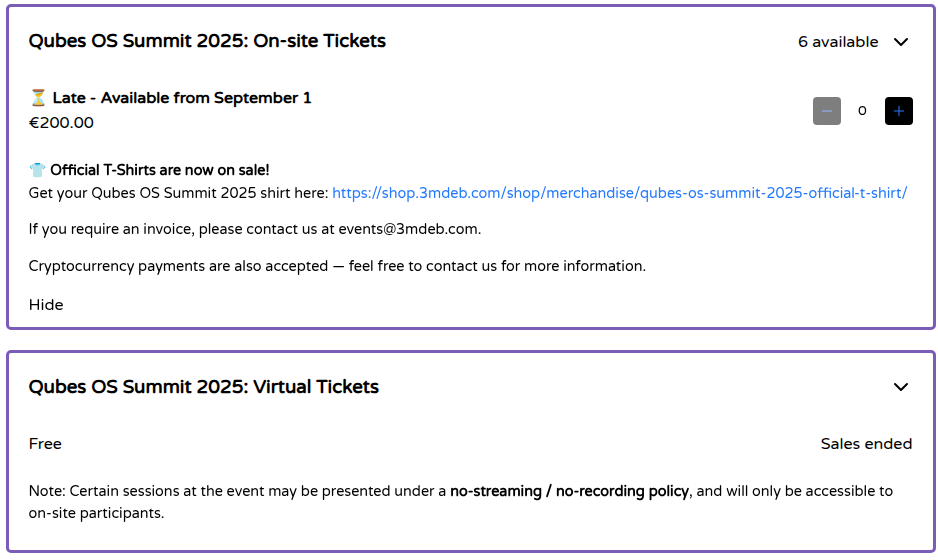 Qubes OS Summit 2025: On-site Tickets
6 available
⏳ Late - Available from September 1
€200.00
− 0 +
👕 Official T-Shirts are now on sale!
Get your Qubes OS Summit 2025 shirt here: https://shop.3mdeb.com/shop/merchandise/qubes-os-summit-2025-official-t-shirt/
If you require an invoice, please contact us at events@3mdeb.com.
Cryptocurrency payments are also accepted — feel free to contact us for more information.
Hide
Qubes OS Summit 2025: Virtual Tickets
Free
Sales ended
Note: Certain sessions at the event may be presented under a no-streaming / no-recording policy, and will only be accessible to
on-site participants.